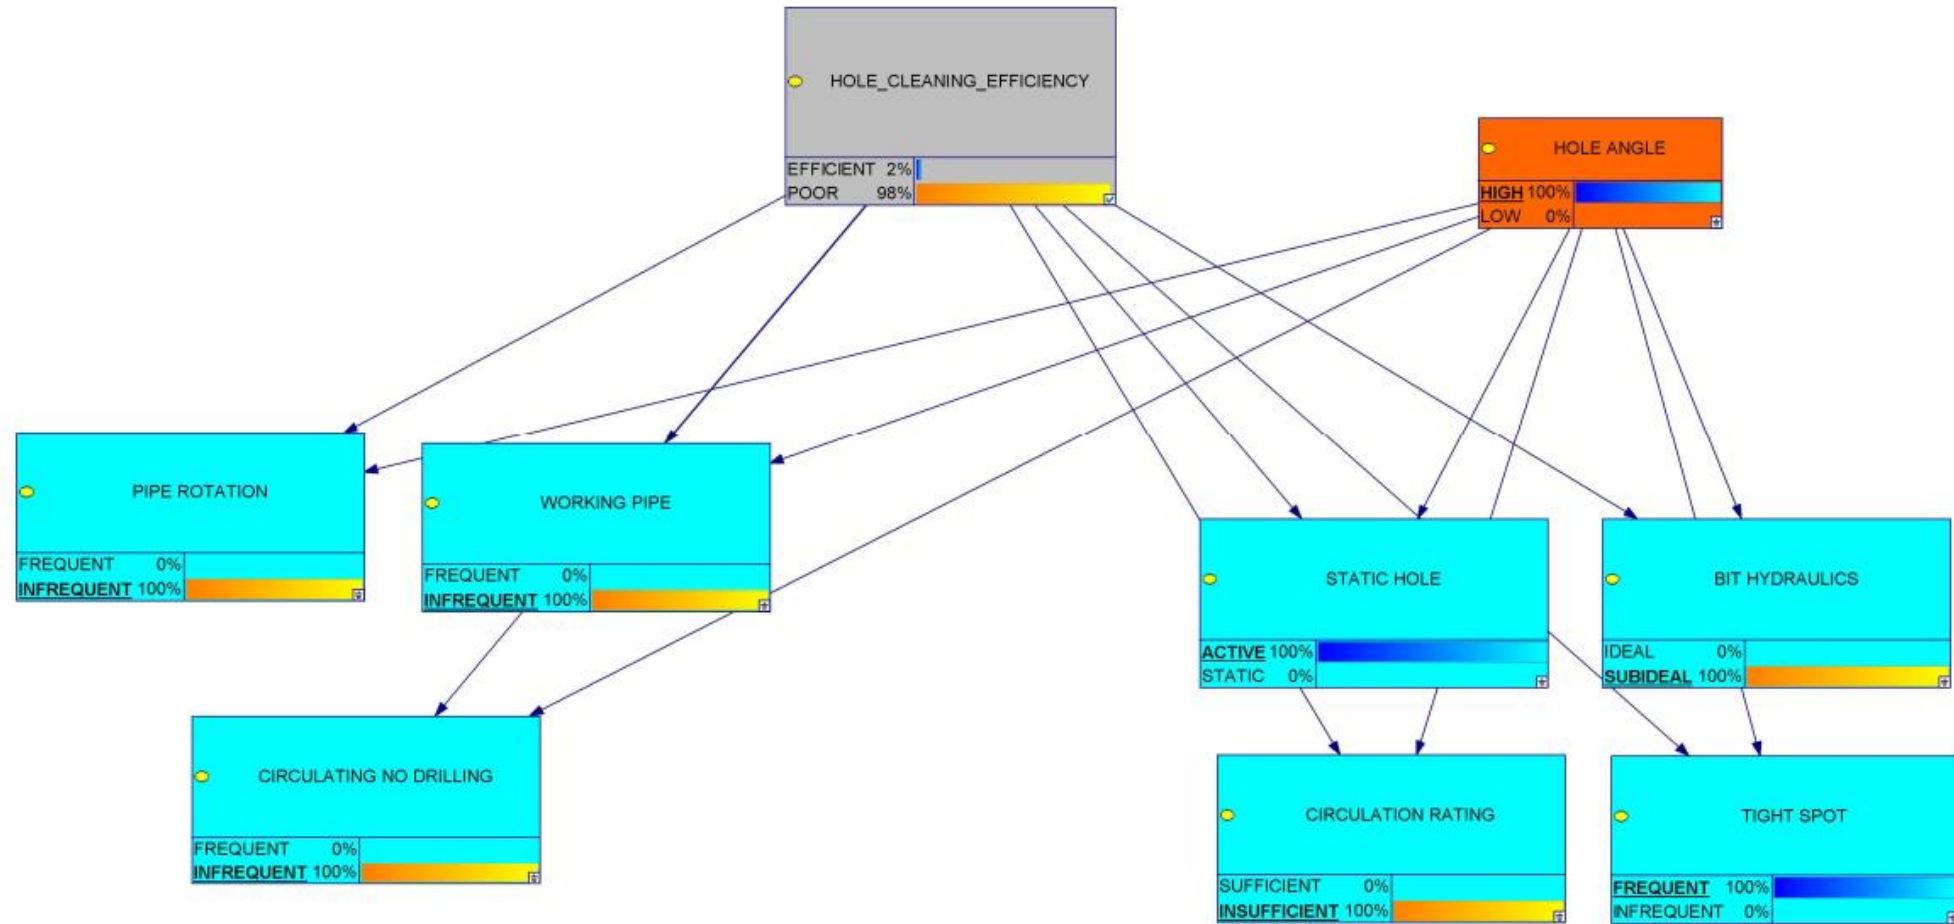 HOLE_CLEANING_EFFICIENCY
EFFICIENT 2%
POOR 98%
HOLE ANGLE
HIGH 100%
LOW 0%
PIPE ROTATION
FREQUENT 0%
INFREQUENT 100%
WORKING PIPE
FREQUENT 0%
INFREQUENT 100%
STATIC HOLE
ACTIVE 100%
STATIC 0%
BIT HYDRAULICS
IDEAL 0%
SUBIDEAL 100%
CIRCULATING NO DRILLING
FREQUENT 0%
INFREQUENT 100%
CIRCULATION RATING
SUFFICIENT 0%
INSUFFICIENT 100%
TIGHT SPOT
FREQUENT 100%
INFREQUENT 0%